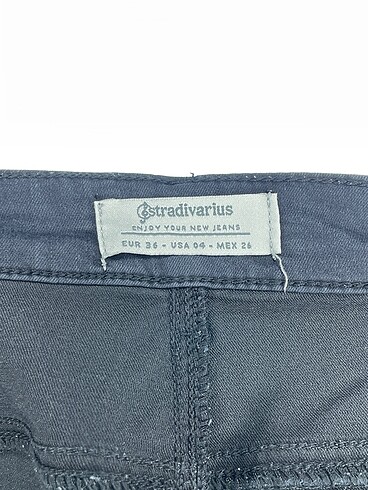 stradivarius
ENJOY YOUR NEW JEANS
EUR 36 - USA 04 - MEX 26